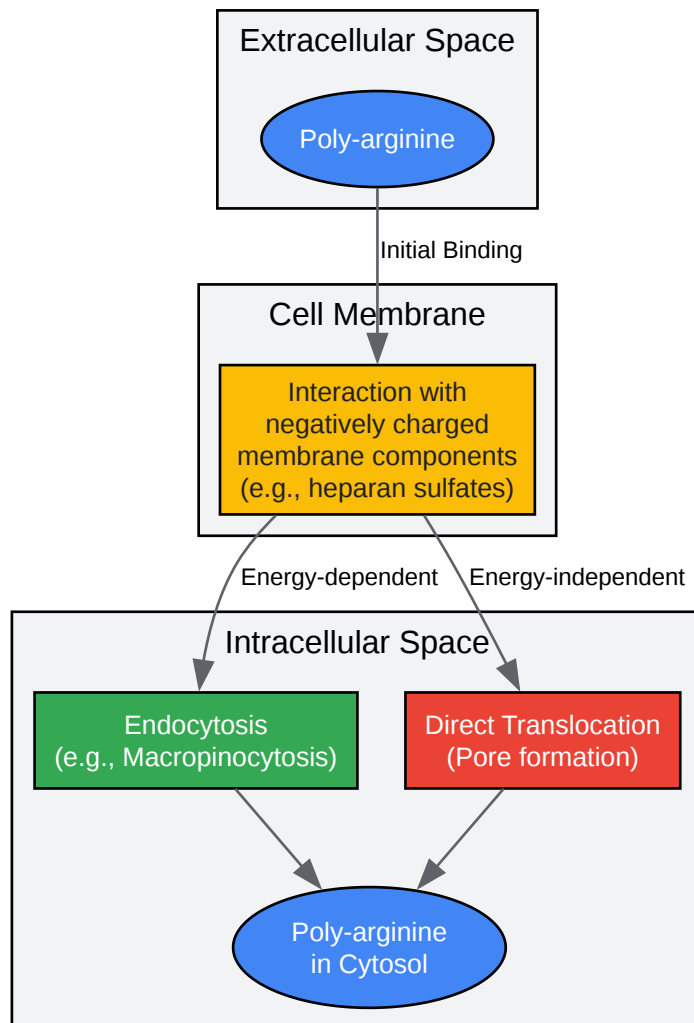 Extracellular Space
Poly-arginine
Initial Binding
Cell Membrane
Interaction with
negatively charged
membrane components
(e.g., heparan sulfates)
Energy-dependent
Energy-independent
Intracellular Space
Endocytosis
(e.g., Macropinocytosis)
Direct Translocation
(Pore formation)
Poly-arginine
in Cytosol